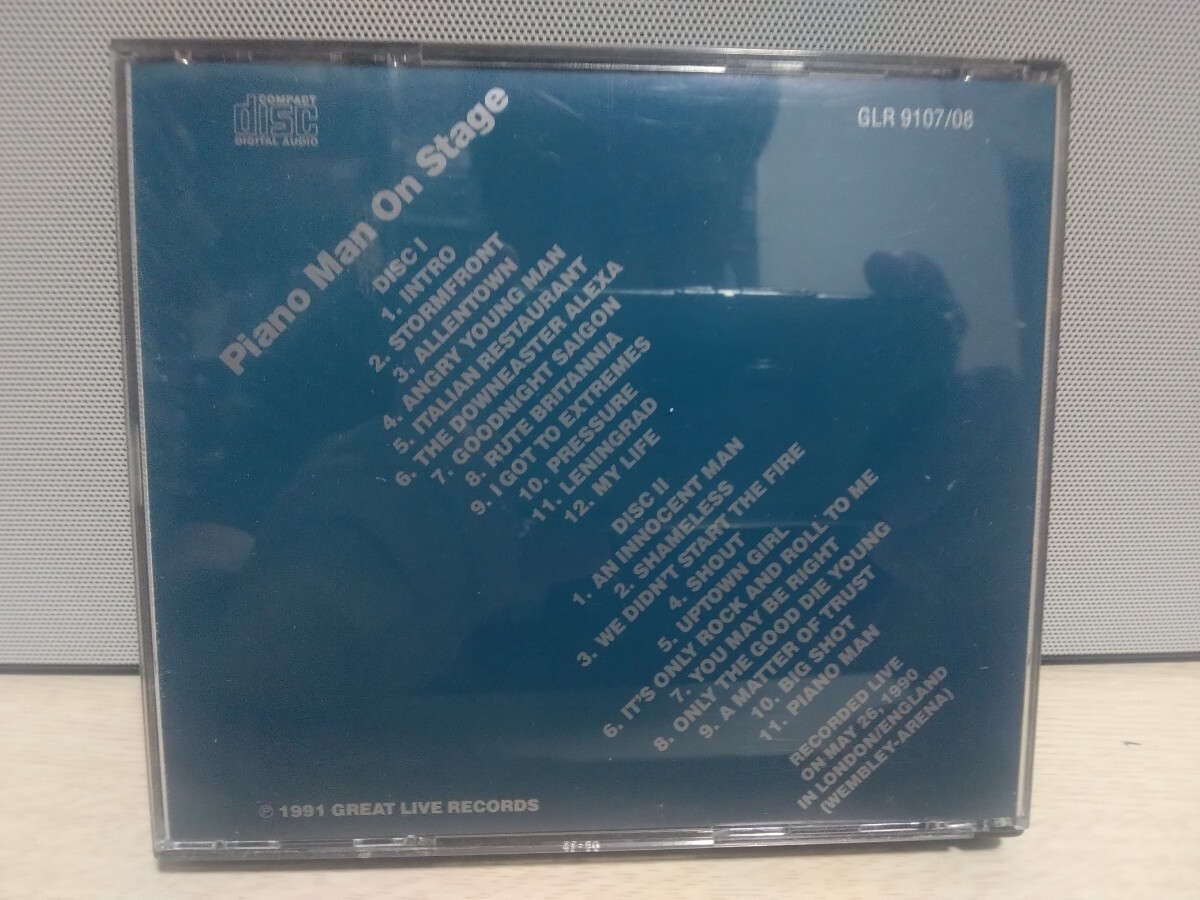 COMPACT
disc
DIGITAL AUDIO
GLR 9107/08
Piano Man On Stage
DISC I
1. INTRO
2. STORMFRONT
3. ALLENTOWN
4. ANGRY YOUNG MAN
5. ITALIAN RESTAURANT
6. THE DOWNEASTER ALEXA
7. GOODNIGHT SAIGON
8. RUTE BRITANNIA
9. I GOT TO EXTREMES
10. PRESSURE
11. LENINGRAD
12. MY LIFE
DISC II
1. AN INNOCENT MAN
2. SHAMELESS
3. WE DIDN'T START THE FIRE
4. SHOUT
5. UPTOWN GIRL
6. IT'S ONLY ROCK AND ROLL TO ME
7. YOU MAY BE RIGHT
8. ONLY THE GOOD DIE YOUNG
9. A MATTER OF TRUST
10. BIG SHOT
11. PIANO MAN
RECORDED LIVE
ON MAY 26, 1990
IN LONDON/ENGLAND
(WEMBLEY-ARENA)
℗ 1991 GREAT LIVE RECORDS